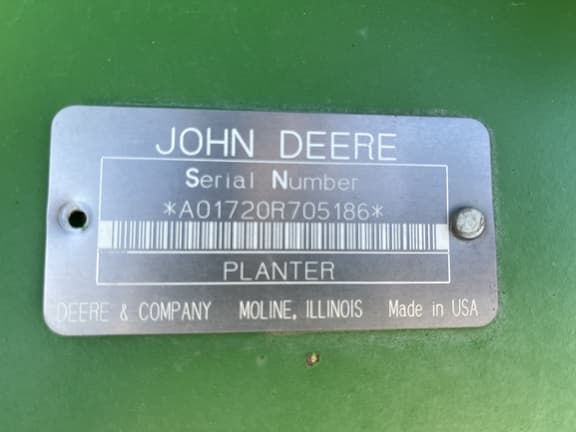 JOHN DEERE
Serial Number
*A01720R705186*
PLANTER
DEERE & COMPANY MOLINE, ILLINOIS Made in USA